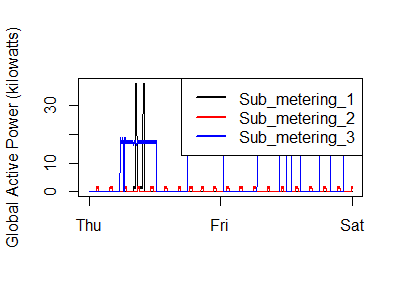 Global Active Power (kilowatts)
30
10
0
Sub_metering_1
Sub_metering_2
Sub_metering_3
Thu Fri Sat